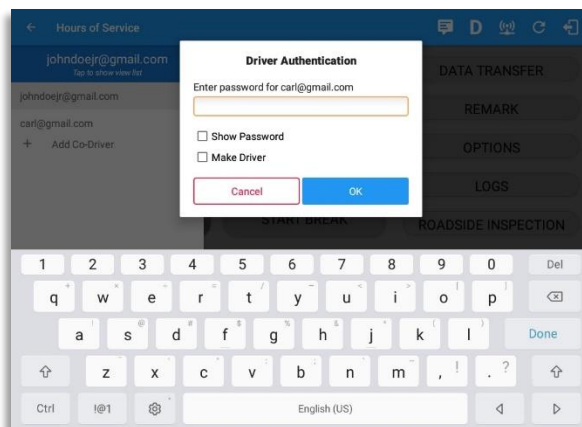 Hours of Service
D
johndoejr@gmail.com
Tap to show view list
johndoejr@gmail.com
carl@gmail.com
+ Add Co-Driver
Driver Authentication
Enter password for carl@gmail.com
Show Password
Make Driver
Cancel
OK
DATA TRANSFER
REMARK
OPTIONS
LOGS
START BREAK
ROADSIDE INSPECTION
1 2 3 4 5 6 7 8 9 0 Del
q w e r t y u i o p
a s d f g h j k l Done
z x c v b n m , ! . ?
Ctrl !@1 English (US)